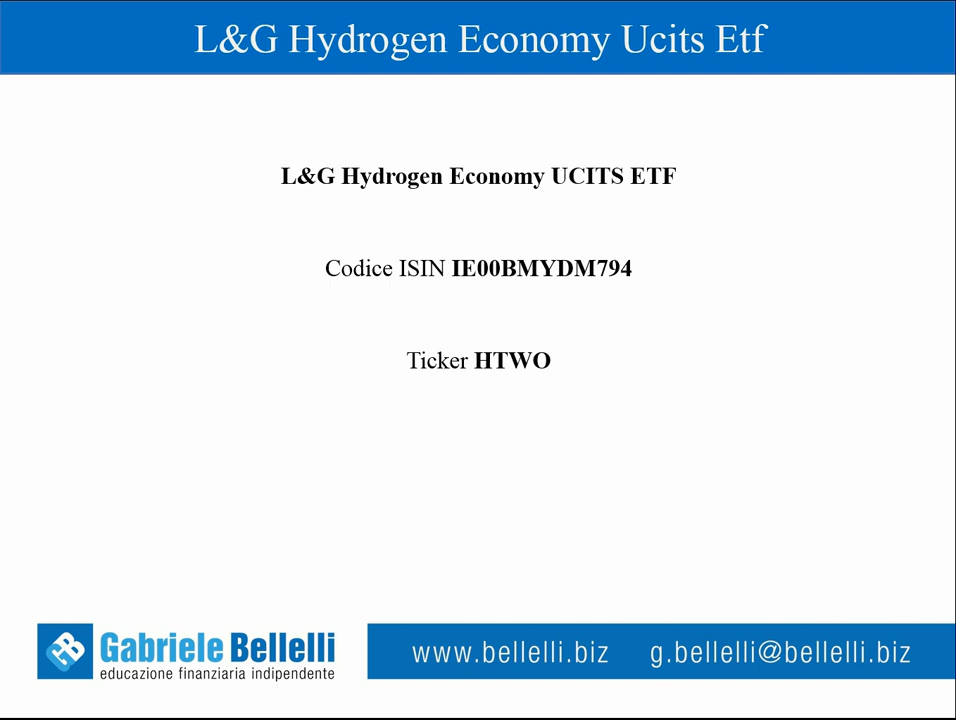 L&G Hydrogen Economy Ucits Etf
L&G Hydrogen Economy UCITS ETF
Codice ISIN IE00BMYDM794
Ticker HTWO
Gabriele Bellelli
educazione finanziaria indipendente
www.bellelli.biz g.bellelli@bellelli.biz